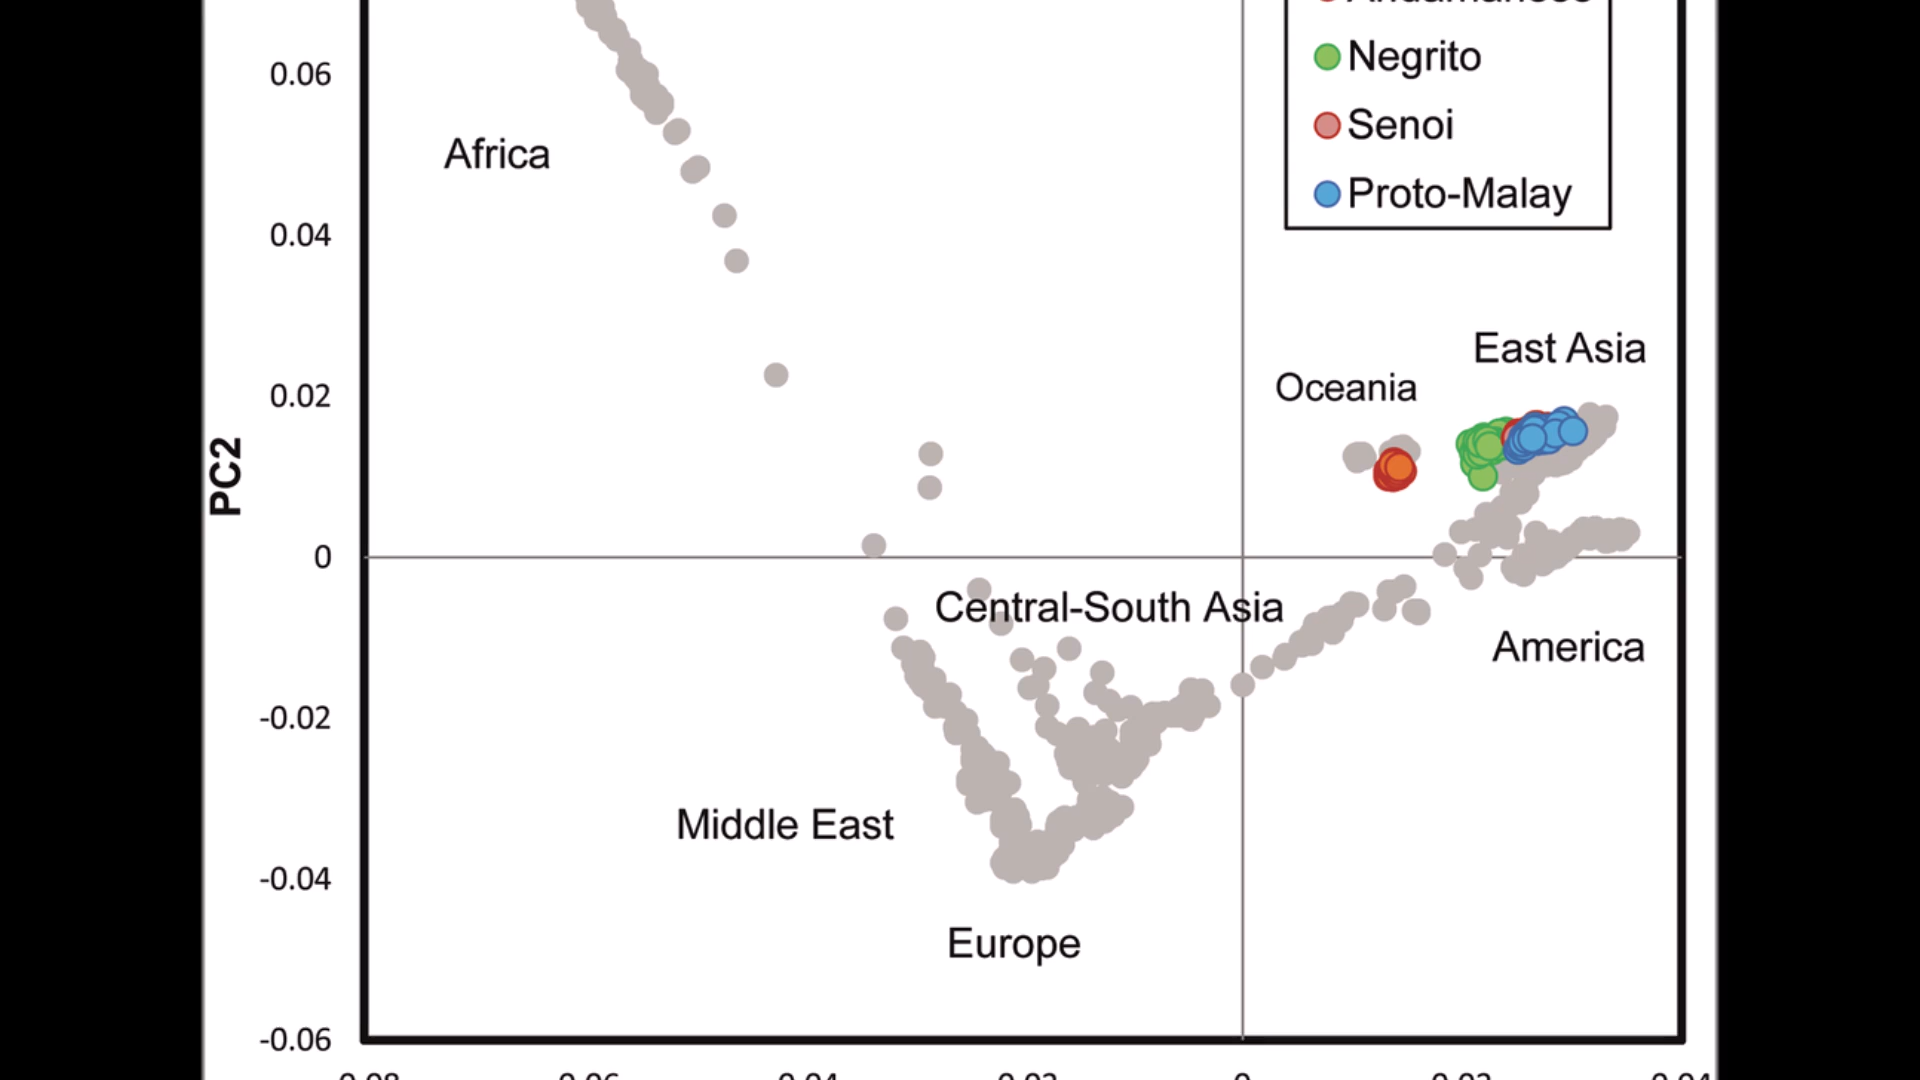 Andamanese
0.06
Negrito
Senoi
Africa
Proto-Malay
0.04
East Asia
Oceania
0.02
PC2
0
Central-South Asia
America
-0.02
Middle East
-0.04
Europe
-0.06